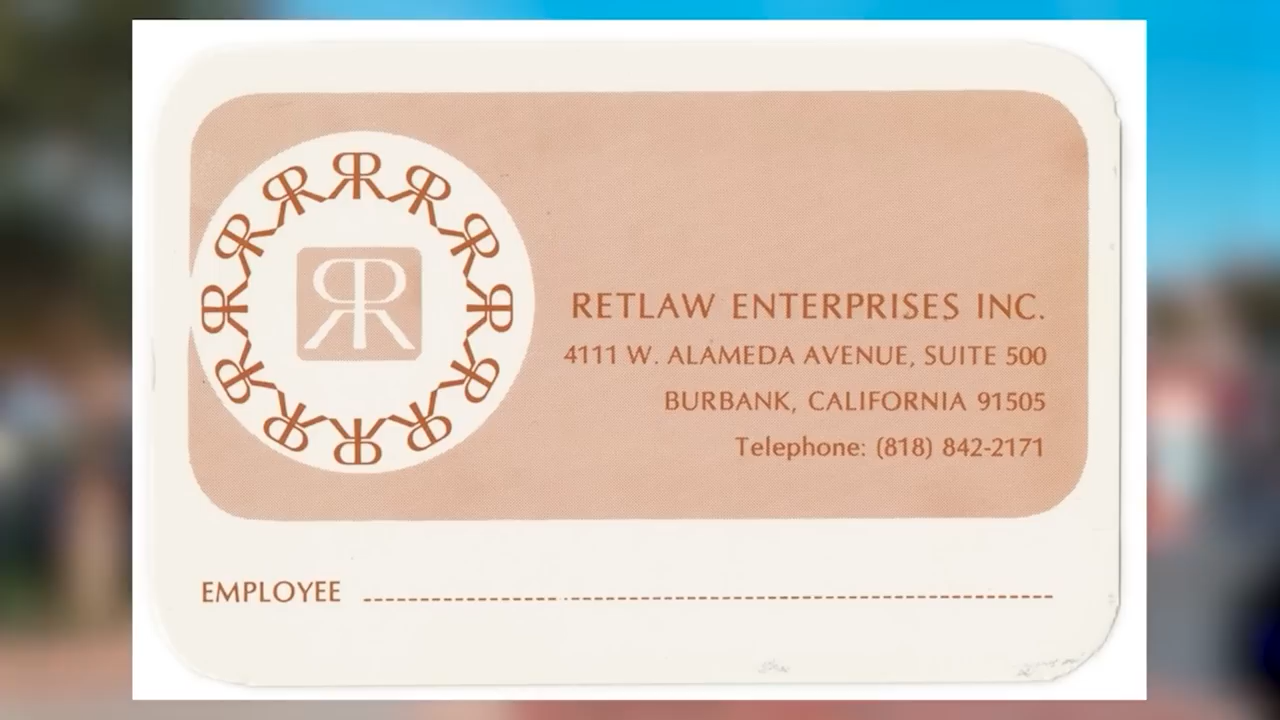 RETLAW ENTERPRISES INC.
4111 W. ALAMEDA AVENUE, SUITE 500
BURBANK, CALIFORNIA 91505
Telephone: (818) 842-2171
EMPLOYEE